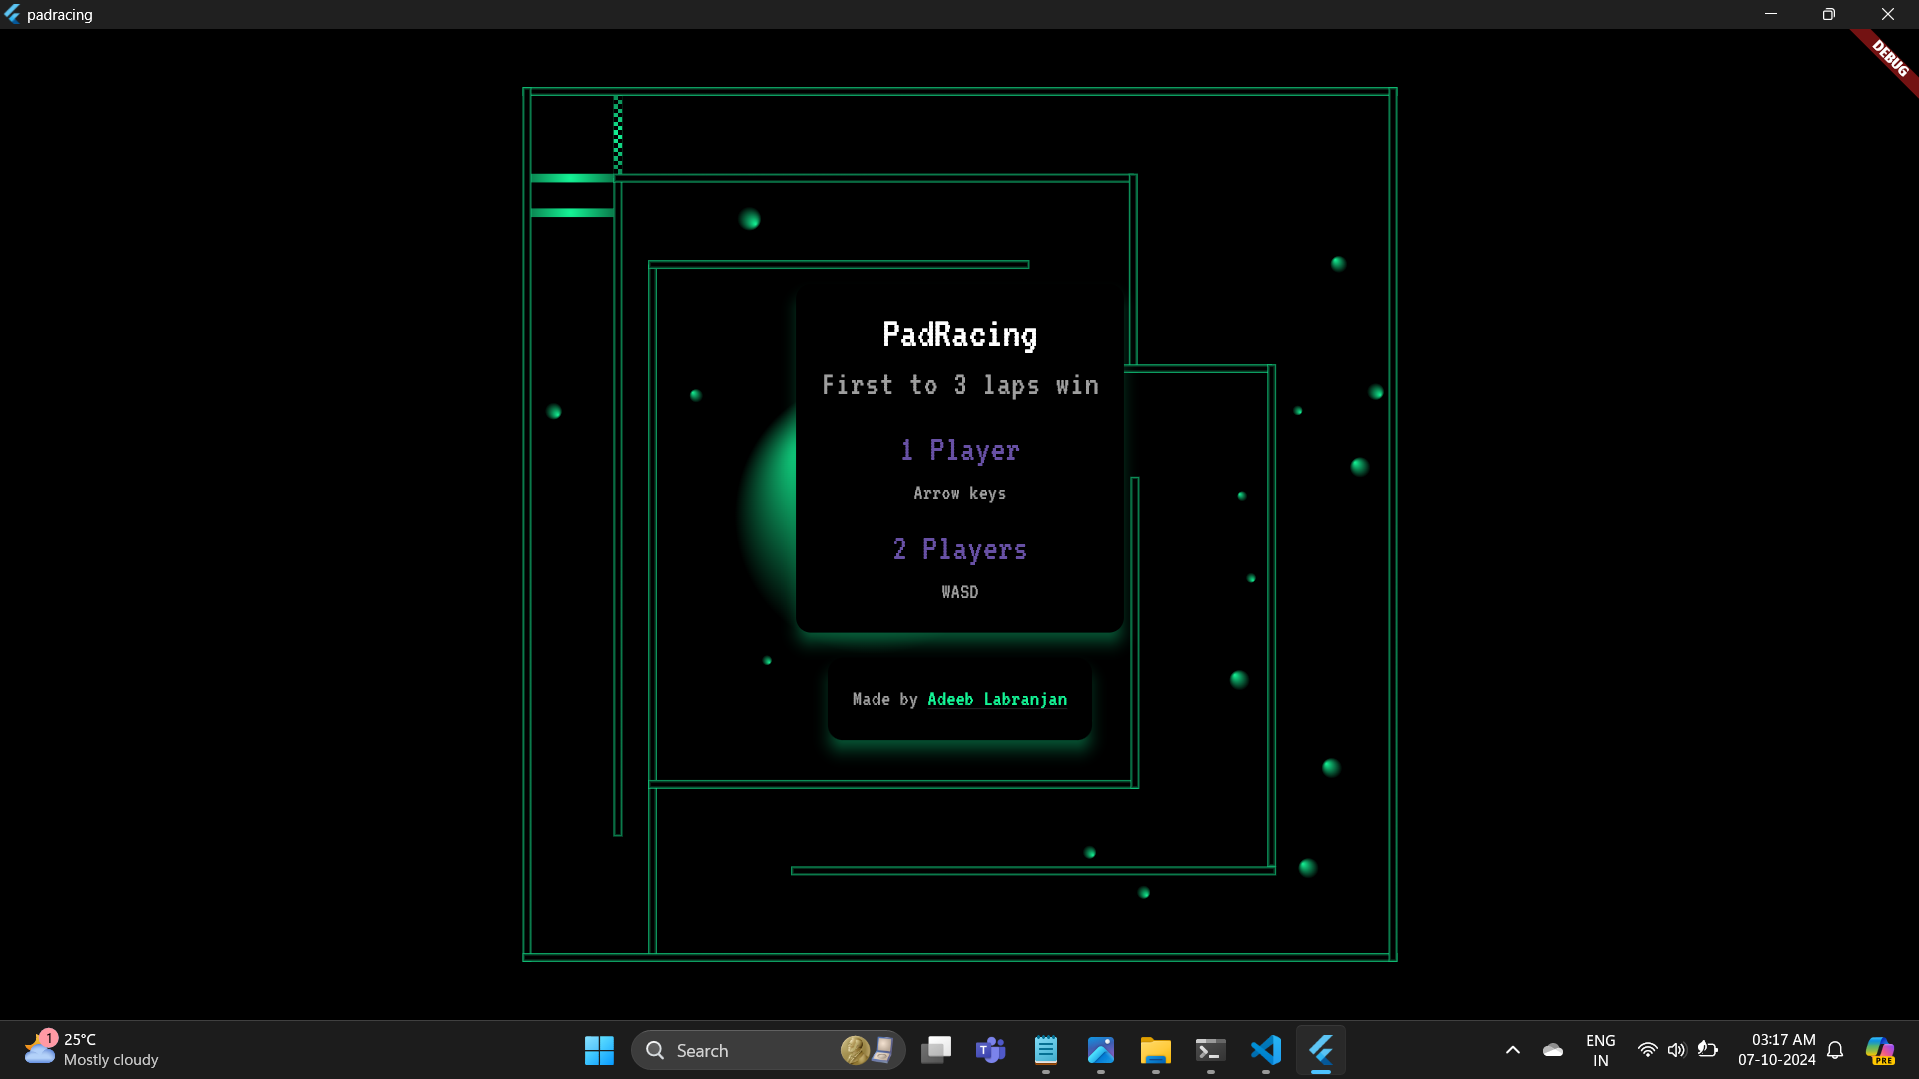 padracing
DEBUG
PadRacing
First to 3 laps win
1 Player
Arrow keys
2 Players
WASD
Made by Adeeb Labranjan
1
25°C
Mostly cloudy
Search
ENG
IN
03:17 AM
07-10-2024
PRE